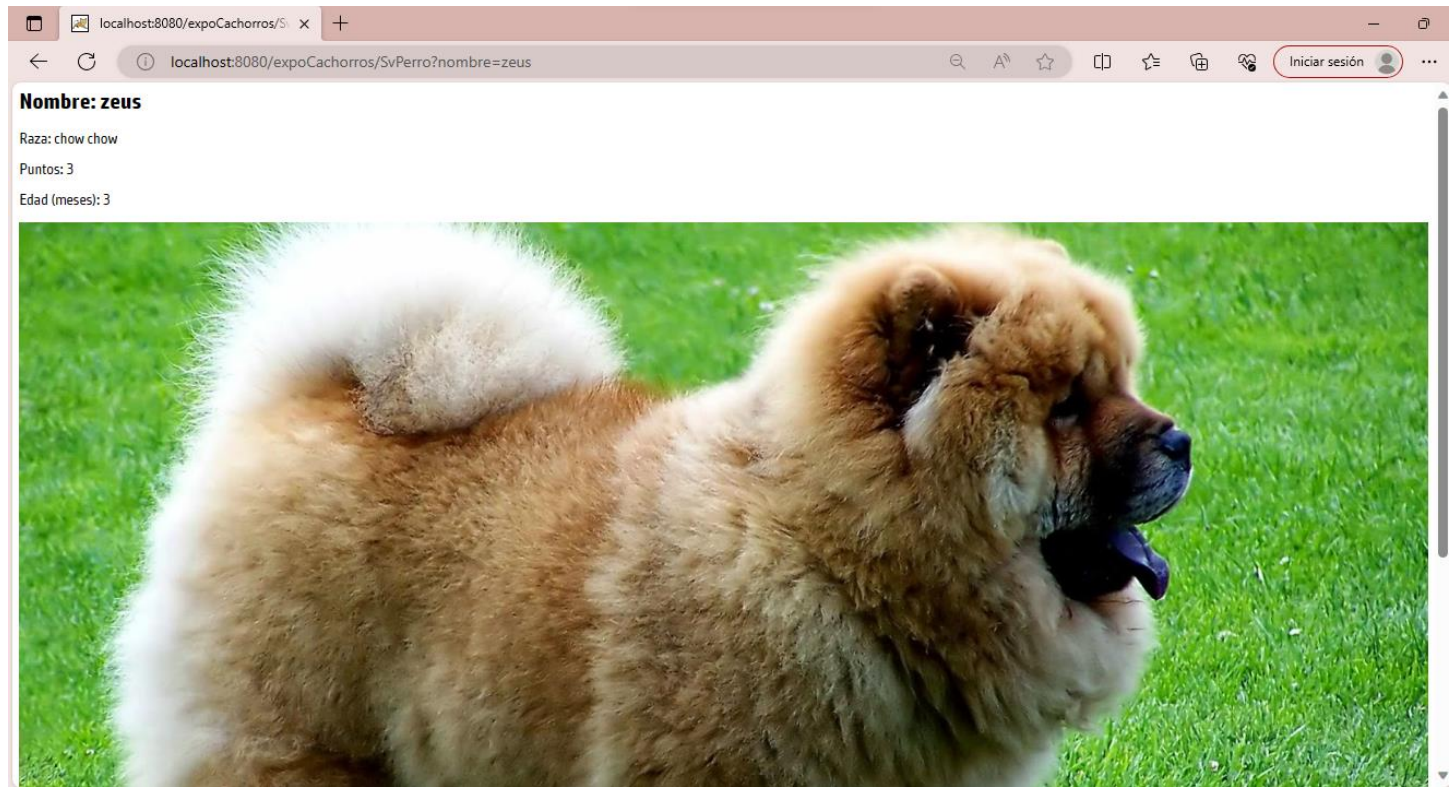 localhost:8080/expoCachorros/S
localhost:8080/expoCachorros/SvPerro?nombre=zeus
Iniciar sesión
Nombre: zeus
Raza: chow chow
Puntos: 3
Edad (meses): 3